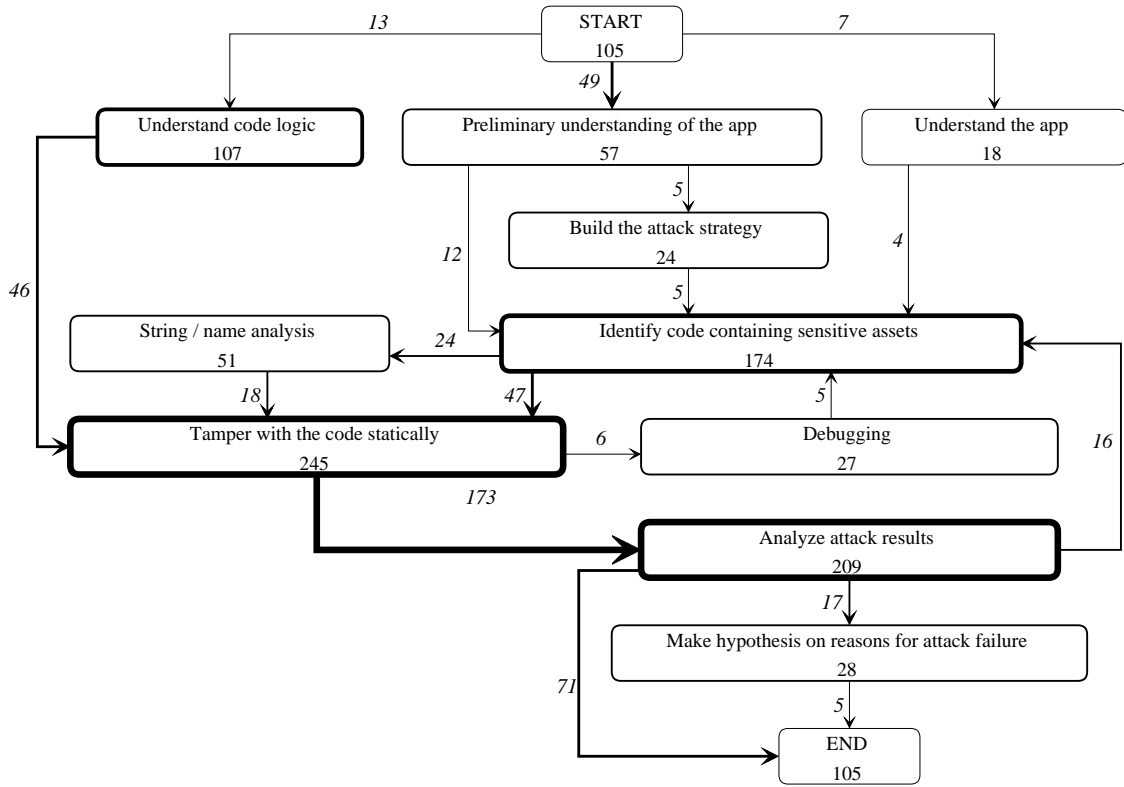 13
START
7
105
49
Understand code logic
107
Preliminary understanding of the app
57
Understand the app
18
5
Build the attack strategy
24
12
4
46
5
String / name analysis
51
24
Identify code containing sensitive assets
174
18
47
5
Tamper with the code statically
245
6
Debugging
27
16
173
Analyze attack results
209
17
Make hypothesis on reasons for attack failure
28
71
5
END
105